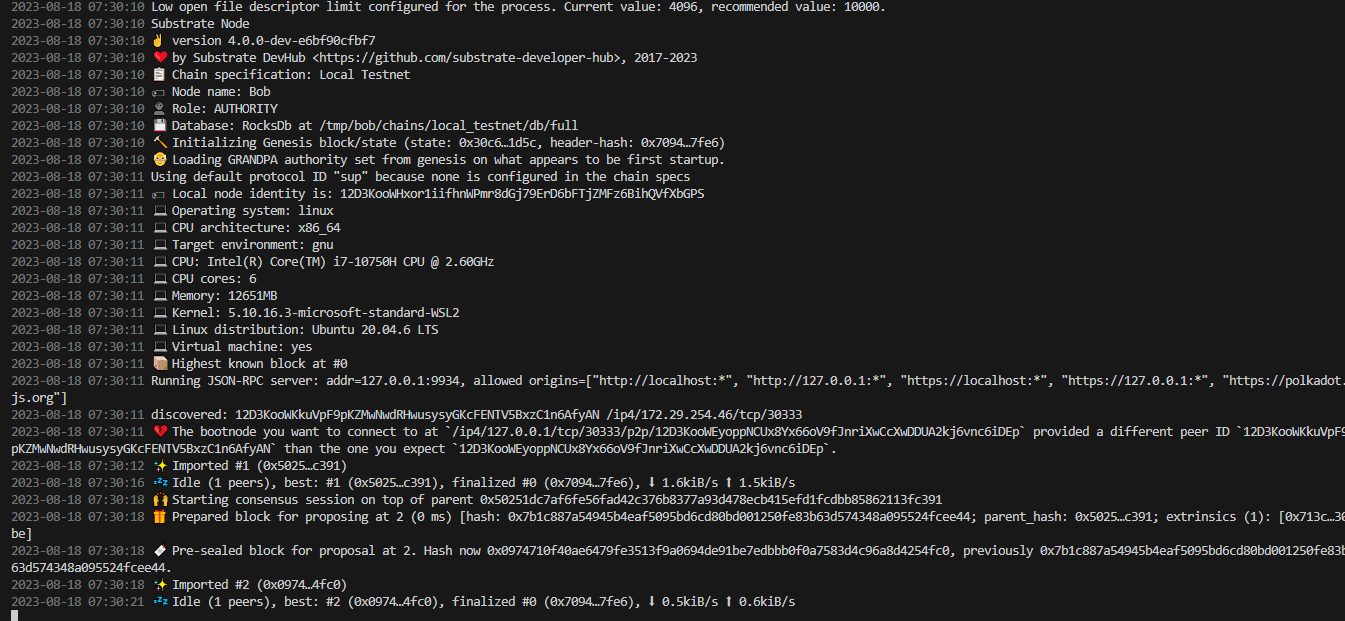 2023-08-18 07:30:10 Low open file descriptor limit configured for the process. Current value: 4096, recommended value: 10000.
2023-08-18 07:30:10 Substrate Node
2023-08-18 07:30:10 ✌️ version 4.0.0-dev-e6bf90cfbf7
2023-08-18 07:30:10 ❤️ by Substrate DevHub <https://github.com/substrate-developer-hub>, 2017-2023
2023-08-18 07:30:10 📋 Chain specification: Local Testnet
2023-08-18 07:30:10 🏷 Node name: Bob
2023-08-18 07:30:10 👤 Role: AUTHORITY
2023-08-18 07:30:10 💾 Database: RocksDb at /tmp/bob/chains/local_testnet/db/full
2023-08-18 07:30:10 🔨 Initializing Genesis block/state (state: 0x30c6…1d5c, header-hash: 0x7094…7fe6)
2023-08-18 07:30:10 👴 Loading GRANDPA authority set from genesis on what appears to be first startup.
2023-08-18 07:30:11 Using default protocol ID "sup" because none is configured in the chain specs
2023-08-18 07:30:11 🏷 Local node identity is: 12D3KooWHxor1iifhnWPmr8dGj79ErD6bFTjZMFz6BihQVfXbGPS
2023-08-18 07:30:11 💻 Operating system: linux
2023-08-18 07:30:11 💻 CPU architecture: x86_64
2023-08-18 07:30:11 💻 Target environment: gnu
2023-08-18 07:30:11 💻 CPU: Intel(R) Core(TM) i7-10750H CPU @ 2.60GHz
2023-08-18 07:30:11 💻 CPU cores: 6
2023-08-18 07:30:11 💻 Memory: 12651MB
2023-08-18 07:30:11 💻 Kernel: 5.10.16.3-microsoft-standard-WSL2
2023-08-18 07:30:11 💻 Linux distribution: Ubuntu 20.04.6 LTS
2023-08-18 07:30:11 💻 Virtual machine: yes
2023-08-18 07:30:11 📦 Highest known block at #0
2023-08-18 07:30:11 Running JSON-RPC server: addr=127.0.0.1:9934, allowed origins=["http://localhost:*", "http://127.0.0.1:*", "https://localhost:*", "https://127.0.0.1:*", "https://polkadot.
js.org"]
2023-08-18 07:30:11 discovered: 12D3KooWKkuVpF9pKZMwNwdRHwusysyGKcFENTV5BxzC1n6AfyAN /ip4/172.29.254.46/tcp/30333
2023-08-18 07:30:11 💔 The bootnode you want to connect to at `/ip4/127.0.0.1/tcp/30333/p2p/12D3KooWEyoppNCUx8Yx66oV9fJnriXwCcXwDDUA2kj6vnc6iDEp` provided a different peer ID `12D3KooWKkuVpF9
pKZMwNwdRHwusysyGKcFENTV5BxzC1n6AfyAN` than the one you expect `12D3KooWEyoppNCUx8Yx66oV9fJnriXwCcXwDDUA2kj6vnc6iDEp`.
2023-08-18 07:30:12 ✨ Imported #1 (0x5025…c391)
2023-08-18 07:30:16 💤 Idle (1 peers), best: #1 (0x5025…c391), finalized #0 (0x7094…7fe6), ⬇ 1.6kiB/s ⬆ 1.5kiB/s
2023-08-18 07:30:18 🙌 Starting consensus session on top of parent 0x50251dc7af6fe56fad42c376b8377a93d478ecb415efd1fcdbb85862113fc391
2023-08-18 07:30:18 🎁 Prepared block for proposing at 2 (0 ms) [hash: 0x7b1c887a54945b4eaf5095bd6cd80bd001250fe83b63d574348a095524fcee44; parent_hash: 0x5025…c391; extrinsics (1): [0x713c…30
be]
2023-08-18 07:30:18 🔖 Pre-sealed block for proposal at 2. Hash now 0x0974710f40ae6479fe3513f9a0694de91be7edbbb0f0a7583d4c96a8d4254fc0, previously 0x7b1c887a54945b4eaf5095bd6cd80bd001250fe83b
63d574348a095524fcee44.
2023-08-18 07:30:18 ✨ Imported #2 (0x0974…4fc0)
2023-08-18 07:30:21 💤 Idle (1 peers), best: #2 (0x0974…4fc0), finalized #0 (0x7094…7fe6), ⬇ 0.5kiB/s ⬆ 0.6kiB/s